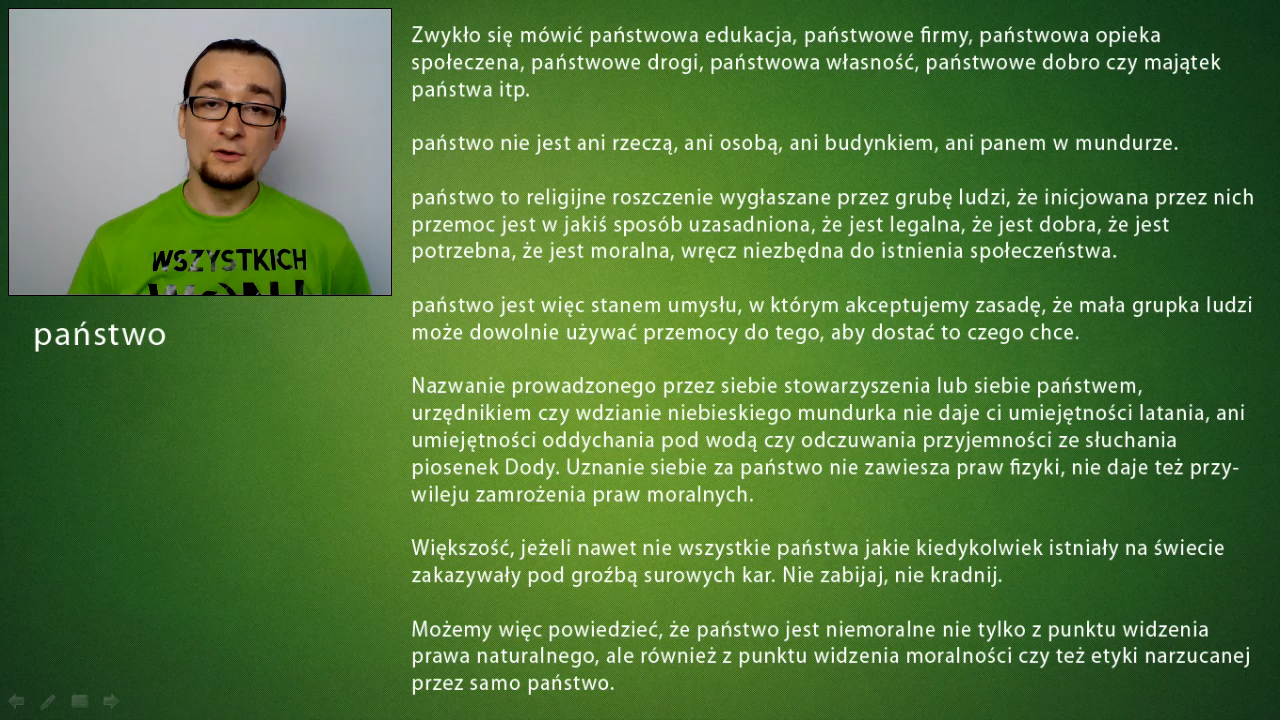 WSZYSTKICH
państwo
Zwykło się mówić państwowa edukacja, państwowe firmy, państwowa opieka
społeczena, państwowe drogi, państwowa własność, państwowe dobro czy majątek
państwa itp.
państwo nie jest ani rzeczą, ani osobą, ani budynkiem, ani panem w mundurze.
państwo to religijne roszczenie wygłaszane przez grubę ludzi, że inicjowana przez nich
przemoc jest w jakiś sposób uzasadniona, że jest legalna, że jest dobra, że jest
potrzebna, że jest moralna, wręcz niezbędna do istnienia społeczeństwa.
państwo jest więc stanem umysłu, w którym akceptujemy zasadę, że mała grupka ludzi
może dowolnie używać przemocy do tego, aby dostać to czego chce.
Nazwanie prowadzonego przez siebie stowarzyszenia lub siebie państwem,
urzędnikiem czy wdzianie niebieskiego mundurka nie daje ci umiejętności latania, ani
umiejętności oddychania pod wodą czy odczuwania przyjemności ze słuchania
piosenek Dody. Uznanie siebie za państwo nie zawiesza praw fizyki, nie daje też przy-
wileju zamrożenia praw moralnych.
Większość, jeżeli nawet nie wszystkie państwa jakie kiedykolwiek istniały na świecie
zakazywały pod groźbą surowych kar. Nie zabijaj, nie kradnij.
Możemy więc powiedzieć, że państwo jest niemoralne nie tylko z punktu widzenia
prawa naturalnego, ale również z punktu widzenia moralności czy też etyki narzucanej
przez samo państwo.